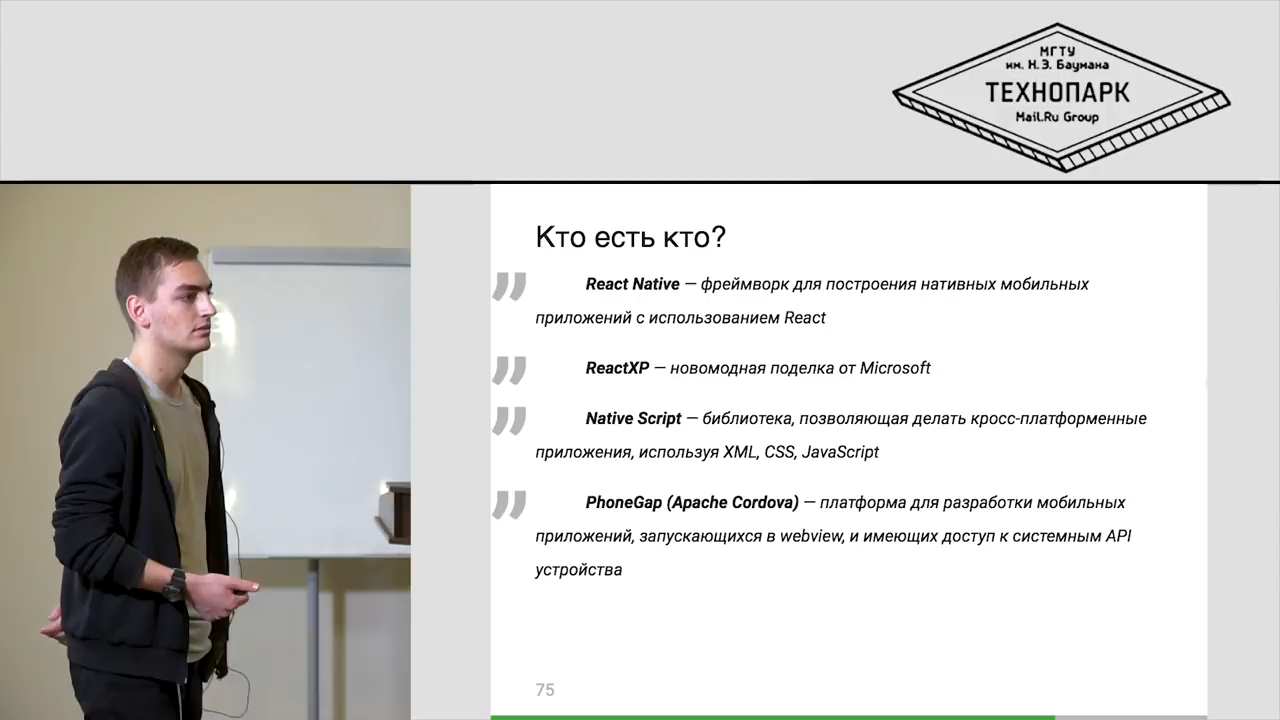 МГТУ
им. Н.Э. Баумана
ТЕХНОПАРК
Mail.Ru Group
Кто есть кто?
React Native — фреймворк для построения нативных мобильных
приложений с использованием React
ReactXP — новомодная поделка от Microsoft
Native Script — библиотека, позволяющая делать кросс-платформенные
приложения, используя XML, CSS, JavaScript
PhoneGap (Apache Cordova) — платформа для разработки мобильных
приложений, запускающихся в webview, и имеющих доступ к системным API
устройства
75